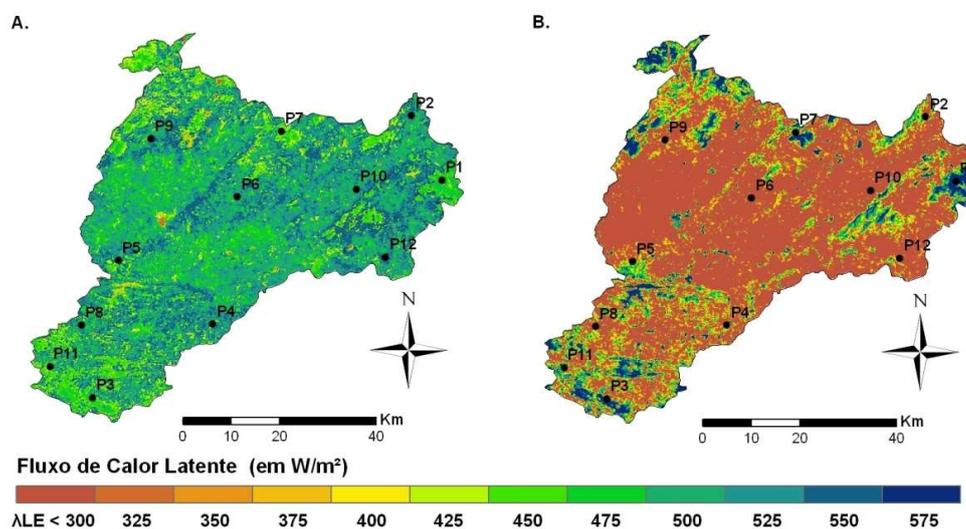 A.
B.
P2
P7
P9
P1
P6
P10
P12
P5
P4
P8
P11
P3
N
Km
0 10 20 40
P2
P7
P9
P10
P
P6
P12
P5
P4
P8
P11
P3
N
Km
0 10 20 40
Fluxo de Calor Latente (em W/m²)
λLE < 300 325 350 375 400 425 450 475 500 525 550 575